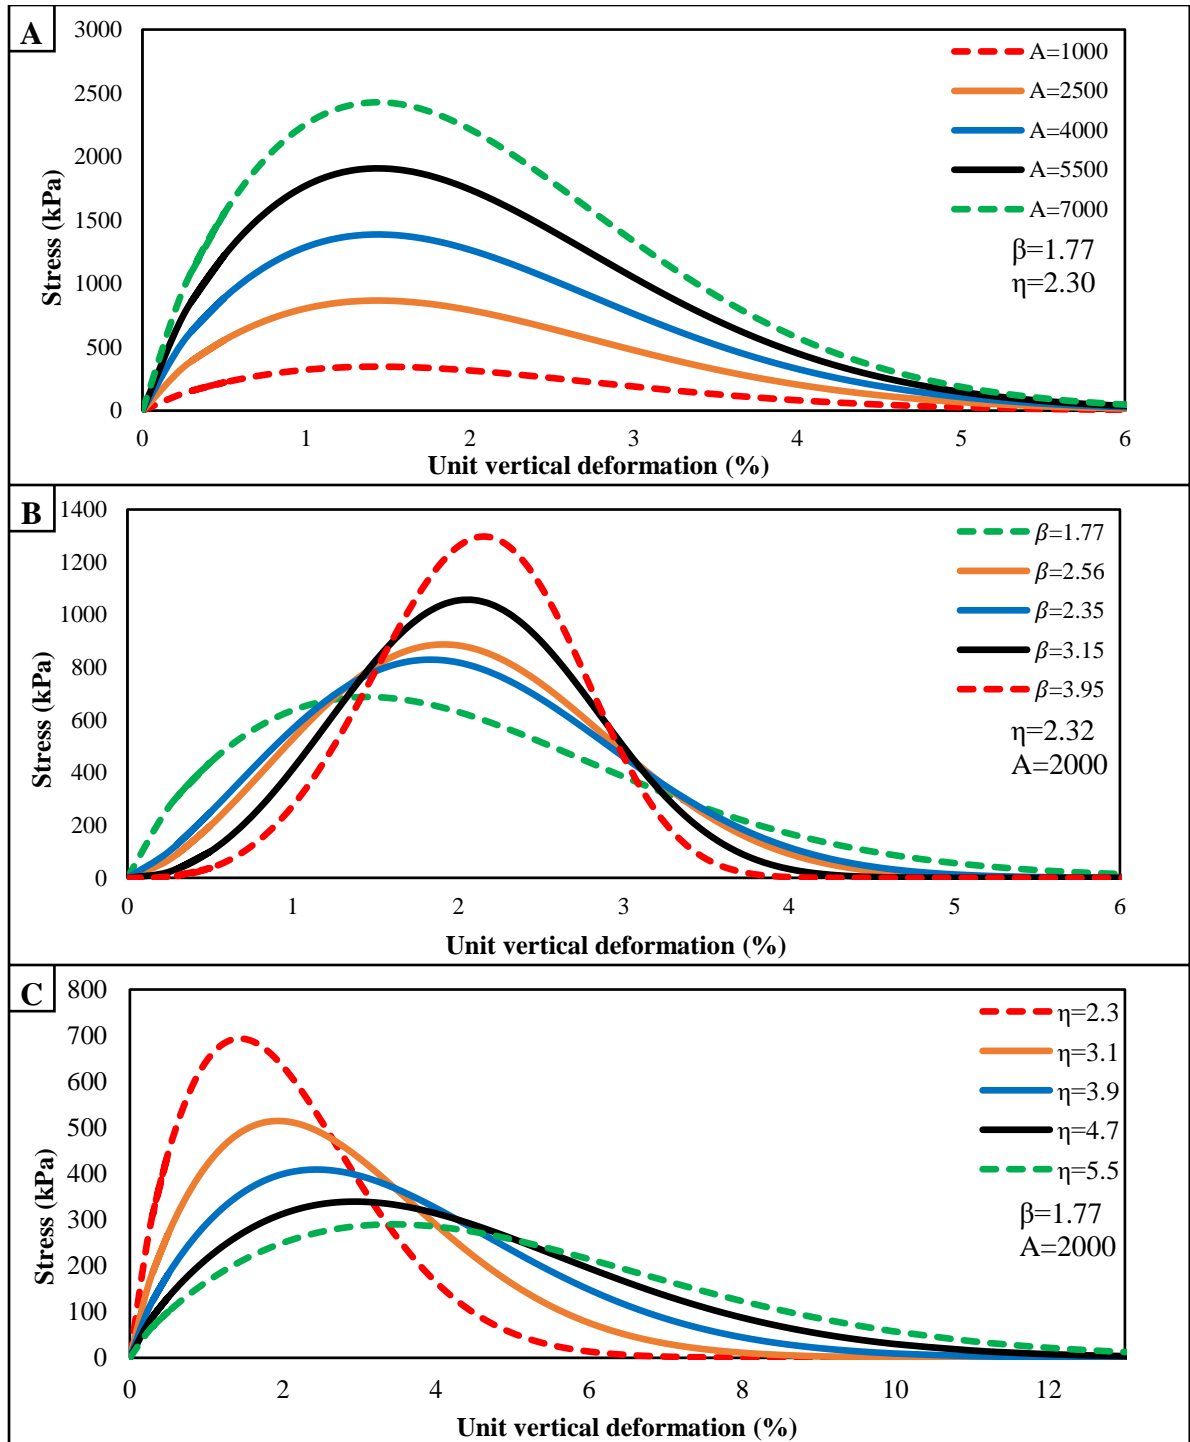 A
3000
2500
2000
1500
1000
500
0
Stress (kPa)
0 1 2 3 4 5 6
Unit vertical deformation (%)
A=1000
A=2500
A=4000
A=5500
A=7000
β=1.77
η=2.30
B
1400
1200
1000
800
600
400
200
0
Stress (kPa)
0 1 2 3 4 5 6
Unit vertical deformation (%)
β=1.77
β=2.56
β=2.35
β=3.15
β=3.95
η=2.32
A=2000
C
800
700
600
500
400
300
200
100
0
Stress (kPa)
0 2 4 6 8 10 12
Unit vertical deformation (%)
η=2.3
η=3.1
η=3.9
η=4.7
η=5.5
β=1.77
A=2000